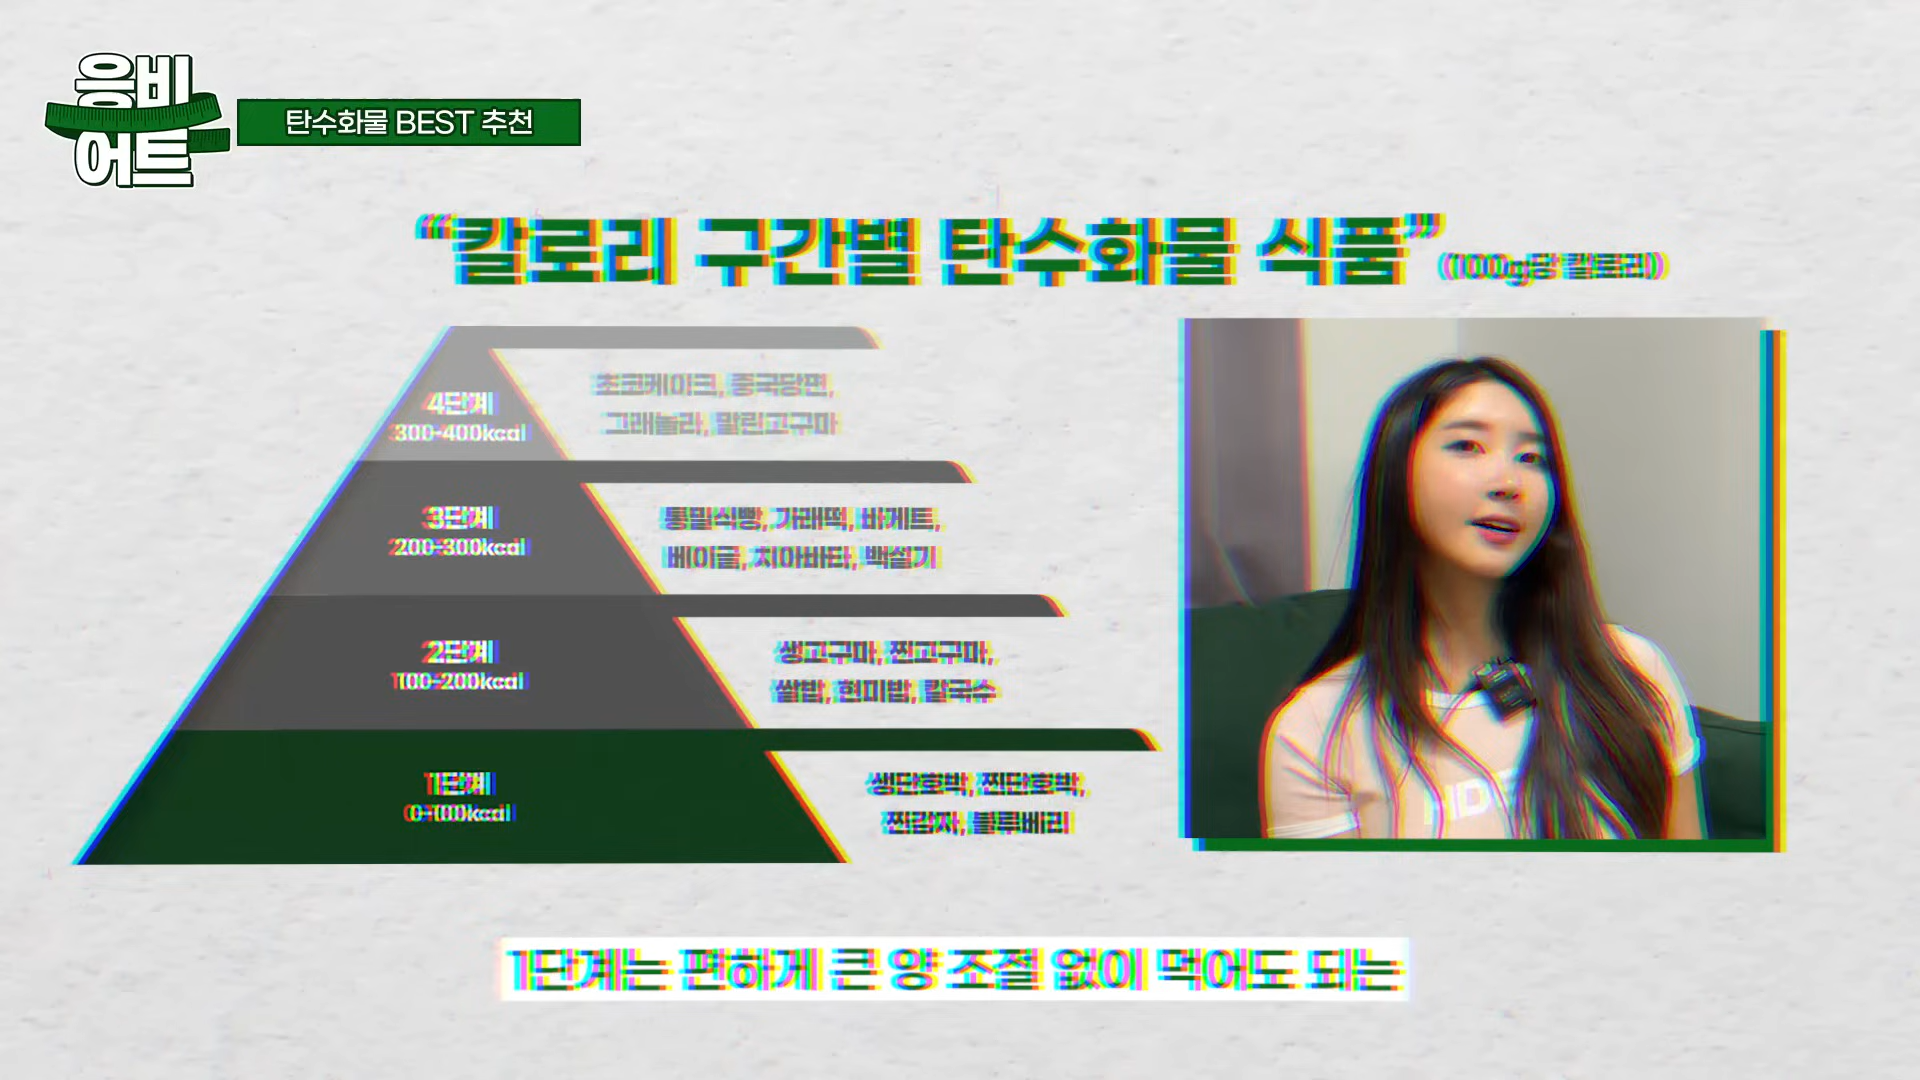 응비
어트
탄수화물 BEST 추천
“칼로리 구간별 탄수화물 식품” (100g당 칼로리)
4단계
300-400kcal
초코케이크, 중국당면,
그래놀라, 말린고구마
3단계
200-300kcal
통밀식빵, 가래떡, 바게트,
베이글, 치아바타, 백설기
2단계
100-200kcal
생고구마, 찐고구마,
쌀밥, 현미밥, 칼국수
1단계
0-100kcal
생단호박, 찐단호박,
찐감자, 블루베리
1단계는 편하게 큰 양 조절 없이 먹어도 되는